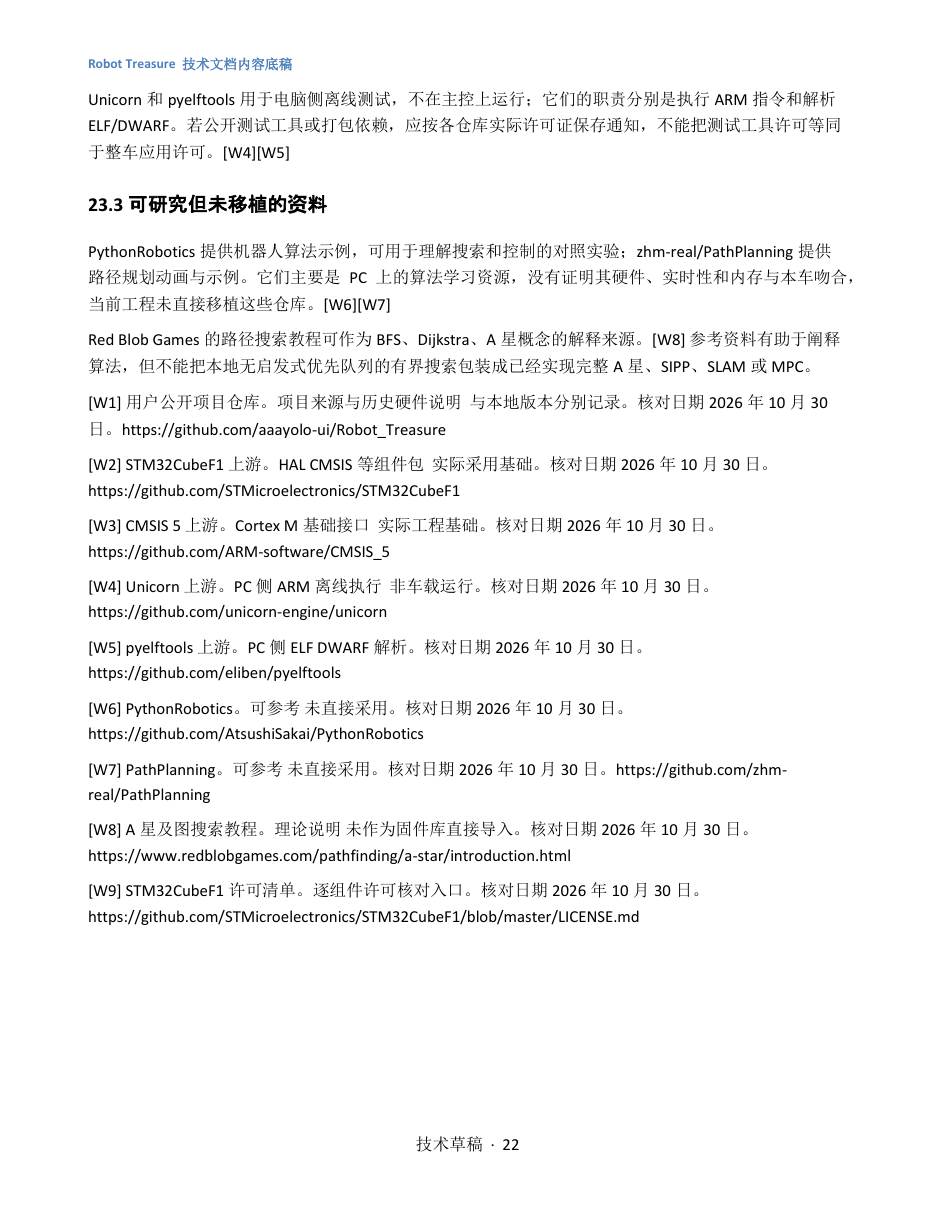 Robot Treasure 技术文档内容底稿
Unicorn 和 pyelftools 用于电脑侧离线测试，不在主控上运行；它们的职责分别是执行 ARM 指令和解析
ELF/DWARF。若公开测试工具或打包依赖，应按各仓库实际许可证保存通知，不能把测试工具许可等同
于整车应用许可。[W4][W5]
23.3 可研究但未移植的资料
PythonRobotics 提供机器人算法示例，可用于理解搜索和控制的对照实验；zhm-real/PathPlanning 提供
路径规划动画与示例。它们主要是 PC 上的算法学习资源，没有证明其硬件、实时性和内存与本车吻合，
当前工程未直接移植这些仓库。[W6][W7]
Red Blob Games 的路径搜索教程可作为 BFS、Dijkstra、A 星概念的解释来源。[W8] 参考资料有助于阐释
算法，但不能把本地无启发式优先队列的有界搜索包装成已经实现完整 A 星、SIPP、SLAM 或 MPC。
[W1] 用户公开项目仓库。项目来源与历史硬件说明 与本地版本分别记录。核对日期 2026 年 10 月 30
日。https://github.com/aaayolo-ui/Robot_Treasure
[W2] STM32CubeF1 上游。HAL CMSIS 等组件包 实际采用基础。核对日期 2026 年 10 月 30 日。
https://github.com/STMicroelectronics/STM32CubeF1
[W3] CMSIS 5 上游。Cortex M 基础接口 实际工程基础。核对日期 2026 年 10 月 30 日。
https://github.com/ARM-software/CMSIS_5
[W4] Unicorn 上游。PC 侧 ARM 离线执行 非车载运行。核对日期 2026 年 10 月 30 日。
https://github.com/unicorn-engine/unicorn
[W5] pyelftools 上游。PC 侧 ELF DWARF 解析。核对日期 2026 年 10 月 30 日。
https://github.com/eliben/pyelftools
[W6] PythonRobotics。可参考 未直接采用。核对日期 2026 年 10 月 30 日。
https://github.com/AtsushiSakai/PythonRobotics
[W7] PathPlanning。可参考 未直接采用。核对日期 2026 年 10 月 30 日。https://github.com/zhm-
real/PathPlanning
[W8] A 星及图搜索教程。理论说明 未作为固件库直接导入。核对日期 2026 年 10 月 30 日。
https://www.redblobgames.com/pathfinding/a-star/introduction.html
[W9] STM32CubeF1 许可清单。逐组件许可核对入口。核对日期 2026 年 10 月 30 日。
https://github.com/STMicroelectronics/STM32CubeF1/blob/master/LICENSE.md
技术草稿 · 22